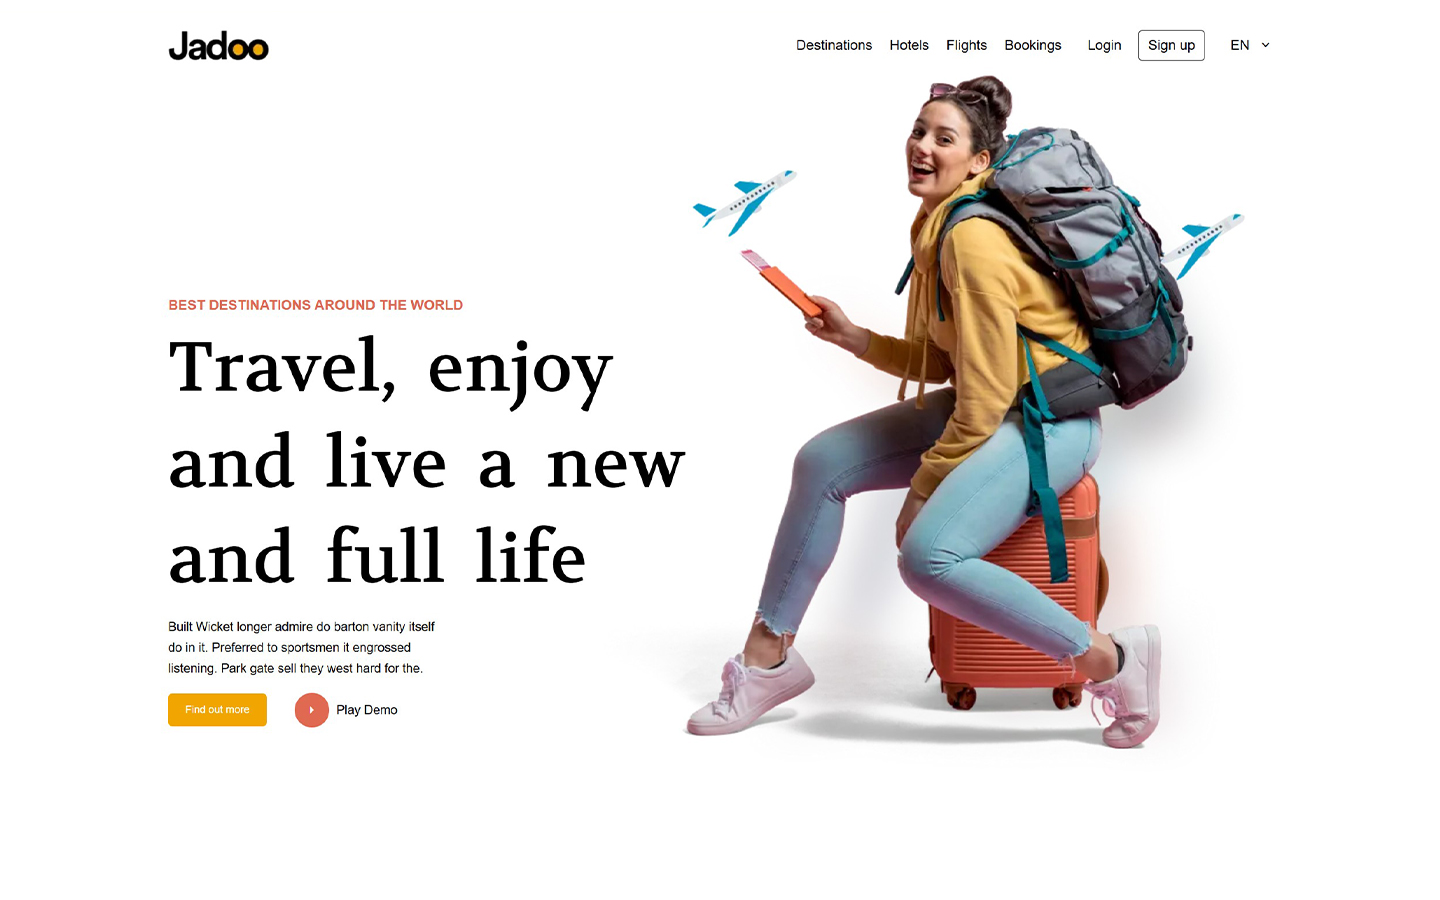 Jadoo
Destinations Hotels Flights Bookings Login Sign up EN
BEST DESTINATIONS AROUND THE WORLD
Travel, enjoy
and live a new
and full life
Built Wicket longer admire do barton vanity itself
do in it. Preferred to sportsmen it engrossed
listening. Park gate sell they west hard for the.
Find out more Play Demo